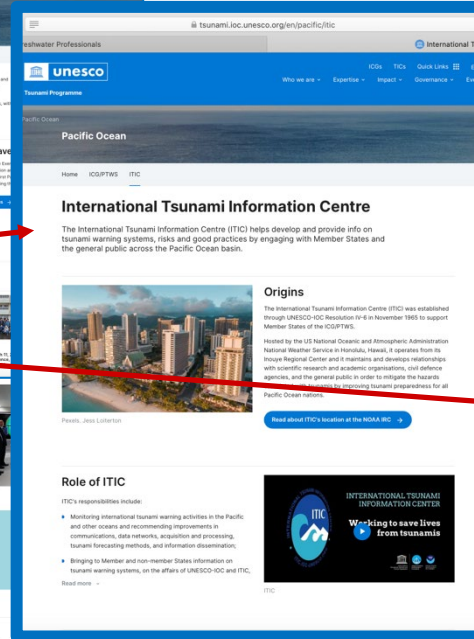 tsunami.ioc.unesco.org/en/pacific/itic
reshwater Professionals
International T
unesco
Tsunami Programme
ICGs TICs Quick Links
Who we are Expertise Impact Governance
Pacific Ocean
Pacific Ocean
Home ICG/PTWS ITIC
International Tsunami Information Centre
The International Tsunami Information Centre (ITIC) helps develop and provide info on
tsunami warning systems, risks and good practices by engaging with Member States and
the general public across the Pacific Ocean basin.
Origins
The International Tsunami Information Centre (ITIC) was established
through UNESCO-IOC Resolution IV-6 in November 1965 to support
Member States of the ICG/PTWS.
Hosted by the US National Oceanic and Atmospheric Administration
National Weather Service in Honolulu, Hawaii, it operates from its
Inouye Regional Center and it maintains and develops relationships
with scientific research and academic organisations, civil defence
agencies, and the general public in order to mitigate the hazards
tsunamis by improving tsunami preparedness for all
Pacific Ocean nations.
Read about ITIC's location at the NOAA IRC →
Pexels, Jess Loiterton
Role of ITIC
ITIC's responsibilities include:
Monitoring international tsunami warning activities in the Pacific
and other oceans and recommending improvements in
communications, data networks, acquisition and processing,
tsunami forecasting methods, and information dissemination;
Bringing to Member and non-member States information on
tsunami warning systems, on the affairs of UNESCO-IOC and ITIC,
Read more
ITIC
INTERNATIONAL TSUNAMI
INFORMATION CENTER
Working to save lives
from tsunamis
ITIC